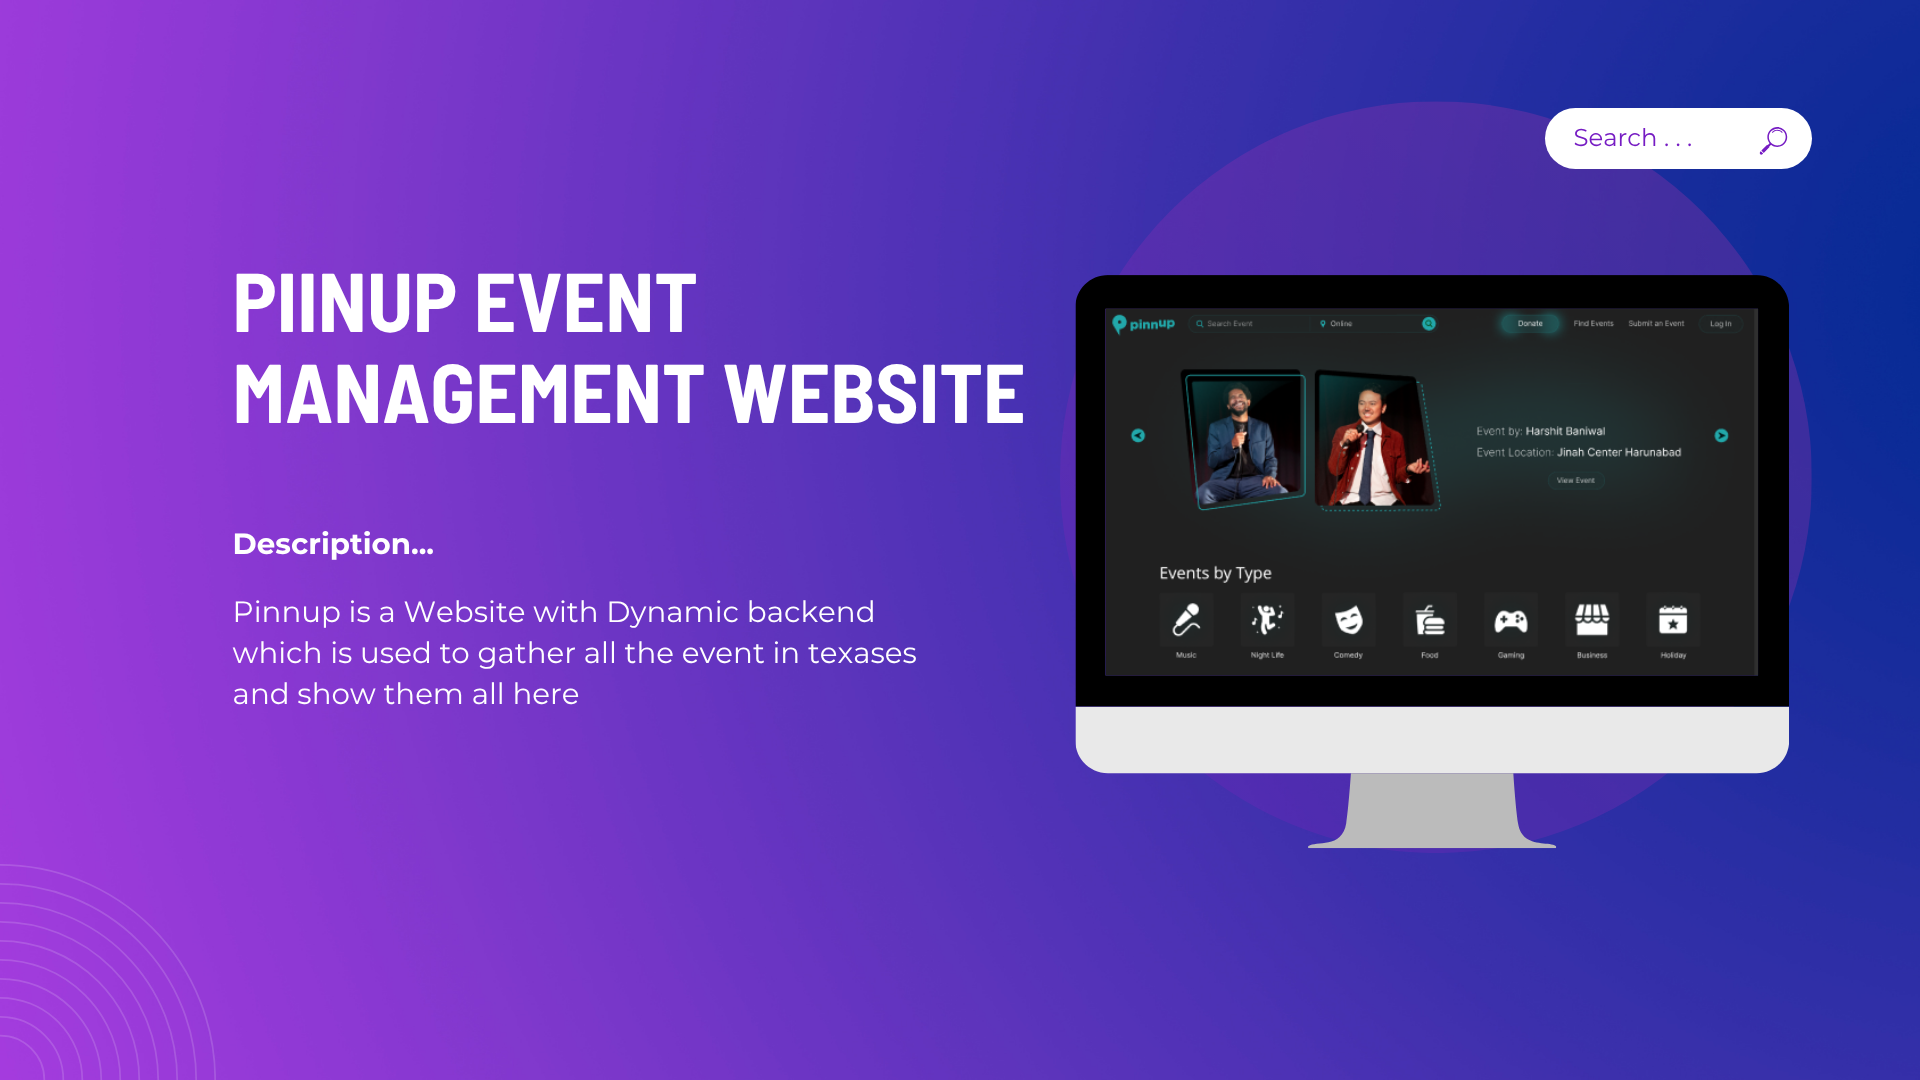 Search . . .
PIINUP EVENT
MANAGEMENT WEBSITE
Description...
Pinnup is a Website with Dynamic backend
which is used to gather all the event in texases
and show them all here
pinnup
Search Event
Online
Donate
Find Events
Submit an Event
Log In
Event by: Harshit Baniwal
Event Location: Jinah Center Harunabad
View Event
Events by Type
Music
Night Life
Comedy
Food
Gaming
Business
Holiday